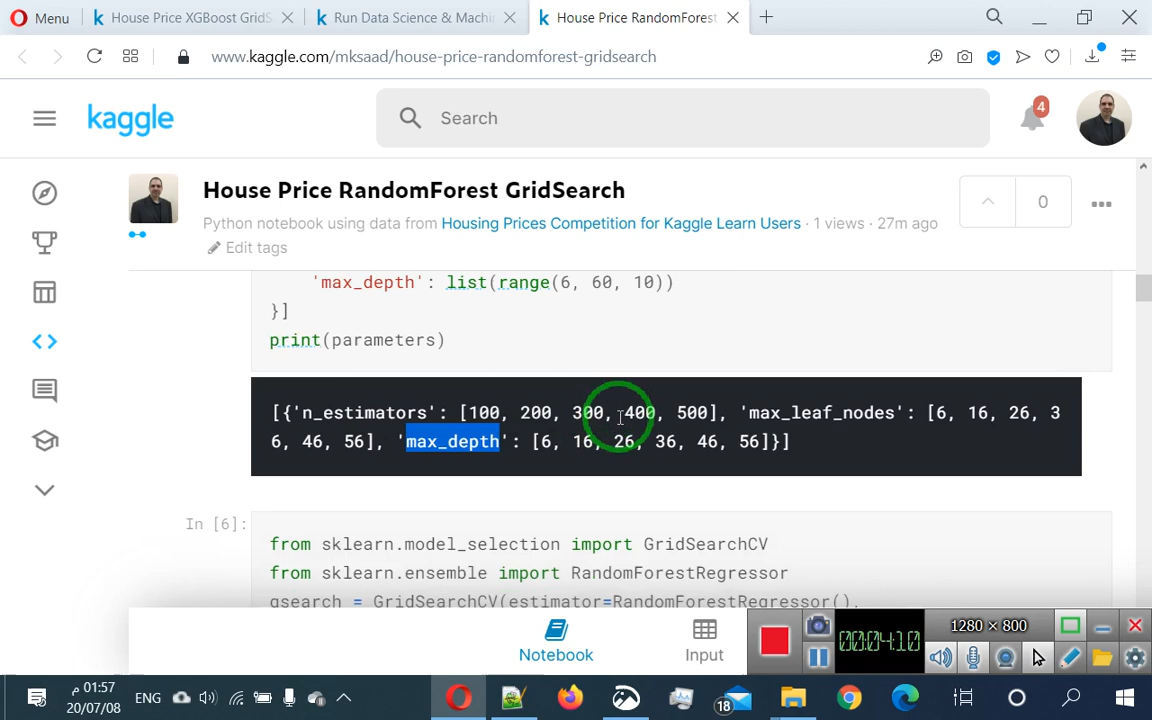 Menu
House Price XGBoost GridS
Run Data Science & Machi
House Price RandomForest
www.kaggle.com/mksaad/house-price-randomforest-gridsearch
kaggle
Search
4
House Price RandomForest GridSearch
Python notebook using data from Housing Prices Competition for Kaggle Learn Users · 1 views · 27m ago
0
Edit tags
'max_depth': list(range(6, 60, 10))
}]
print(parameters)
[{'n_estimators': [100, 200, 300, 400, 500], 'max_leaf_nodes': [6, 16, 26, 3
6, 46, 56], 'max_depth': [6, 16, 26, 36, 46, 56]}]
In [6]:
from sklearn.model_selection import GridSearchCV
from sklearn.ensemble import RandomForestRegressor
gsearch = GridSearchCV(estimator=RandomForestRegressor(),
Notebook
Input
00:04:10
1280 × 800
01:57 م
20/07/08
ENG
18